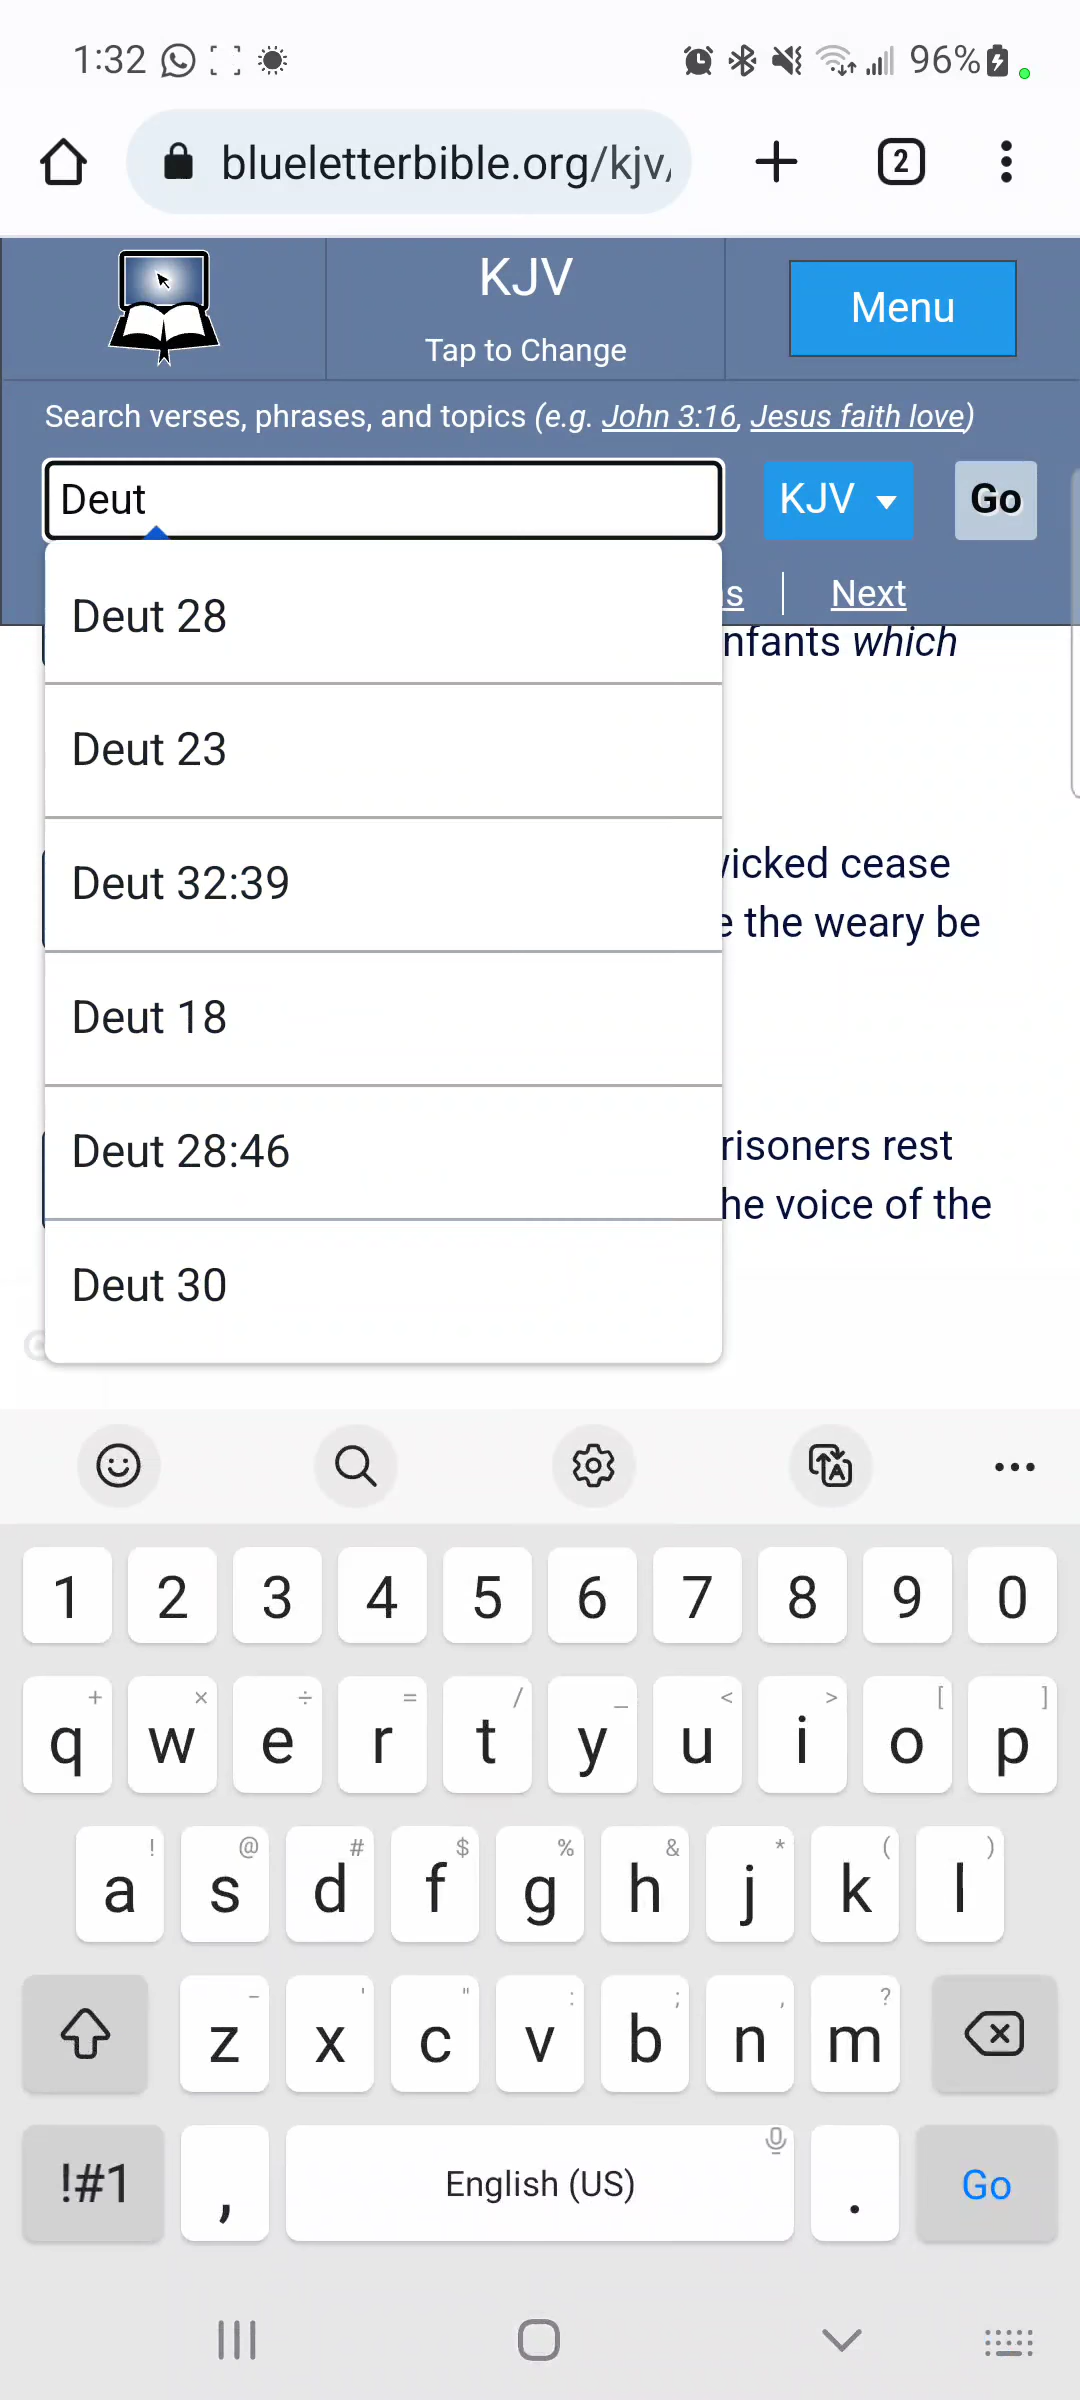 1:32 96%
blueletterbible.org/kjv/
2
KJV
Tap to Change
Menu
Search verses, phrases, and topics (e.g. John 3:16, Jesus faith love)
Deut
KJV
Go
s | Next
Deut 28
nfants which
Deut 23
Deut 32:39
icked cease
e the weary be
Deut 18
Deut 28:46
risoners rest
he voice of the
Deut 30
1 2 3 4 5 6 7 8 9 0
+ × ÷ = / _ < > [ ]
q w e r t y u i o p
! @ # $ % & * ( )
a s d f g h j k l
- ' " : ; , ?
z x c v b n m
!#1 , English (US) . Go